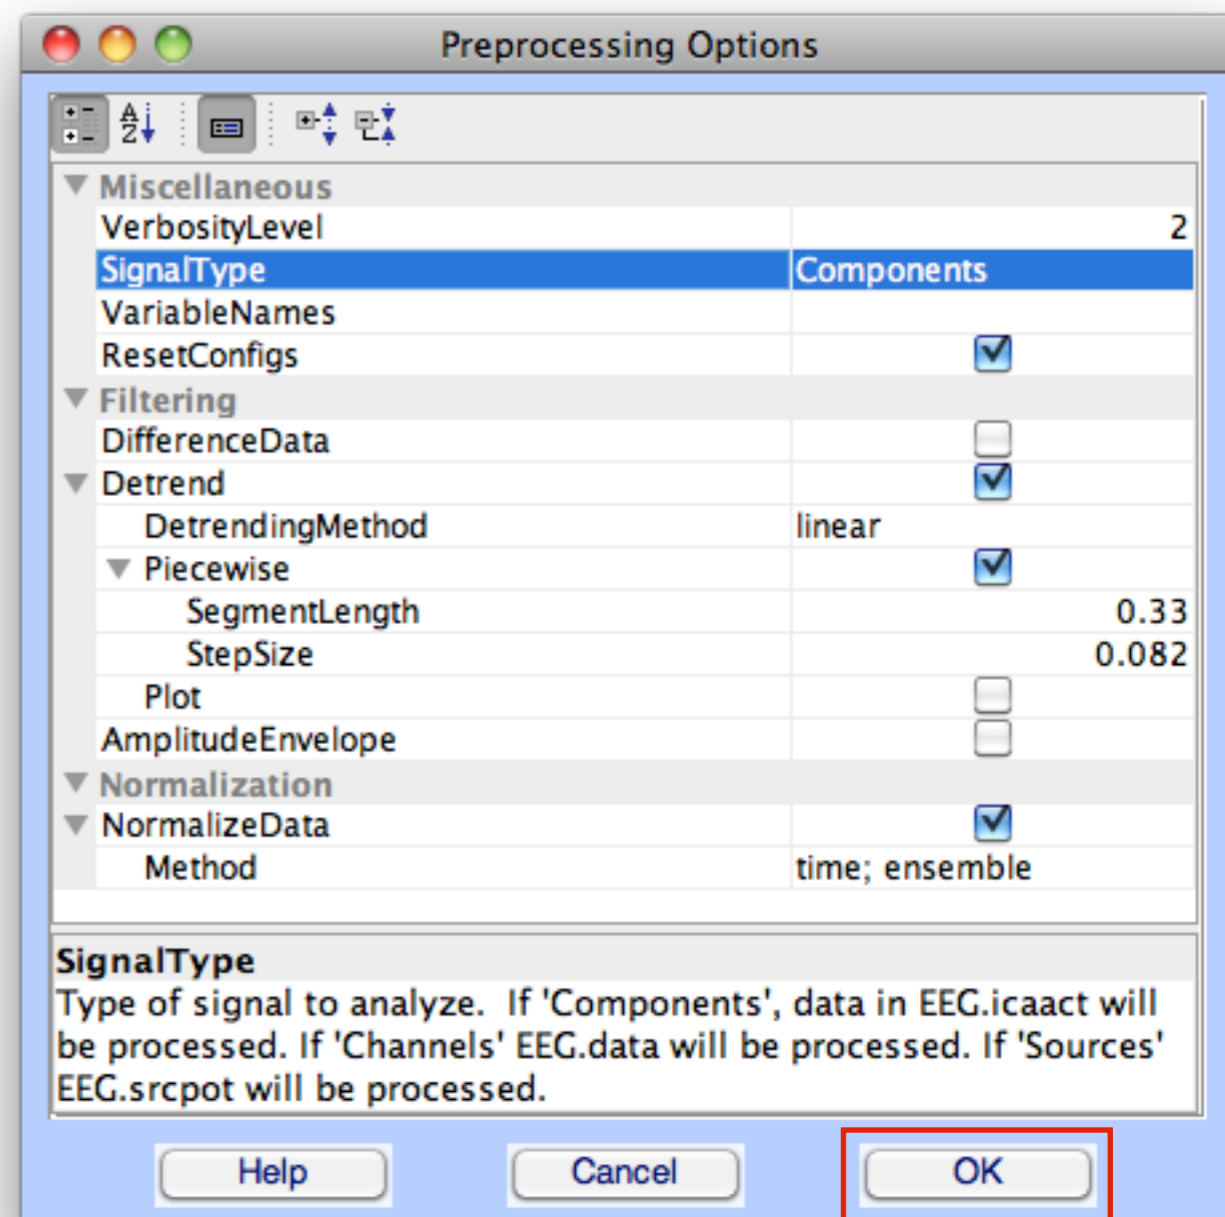 Preprocessing Options
A
Z
Miscellaneous
VerbosityLevel 2
SignalType Components
VariableNames
ResetConfigs
Filtering
DifferenceData
Detrend
DetrendingMethod linear
Piecewise
SegmentLength 0.33
StepSize 0.082
Plot
AmplitudeEnvelope
Normalization
NormalizeData
Method time; ensemble
SignalType
Type of signal to analyze.  If 'Components', data in EEG.icaact will
be processed. If 'Channels' EEG.data will be processed. If 'Sources'
EEG.srcpot will be processed.
Help Cancel OK